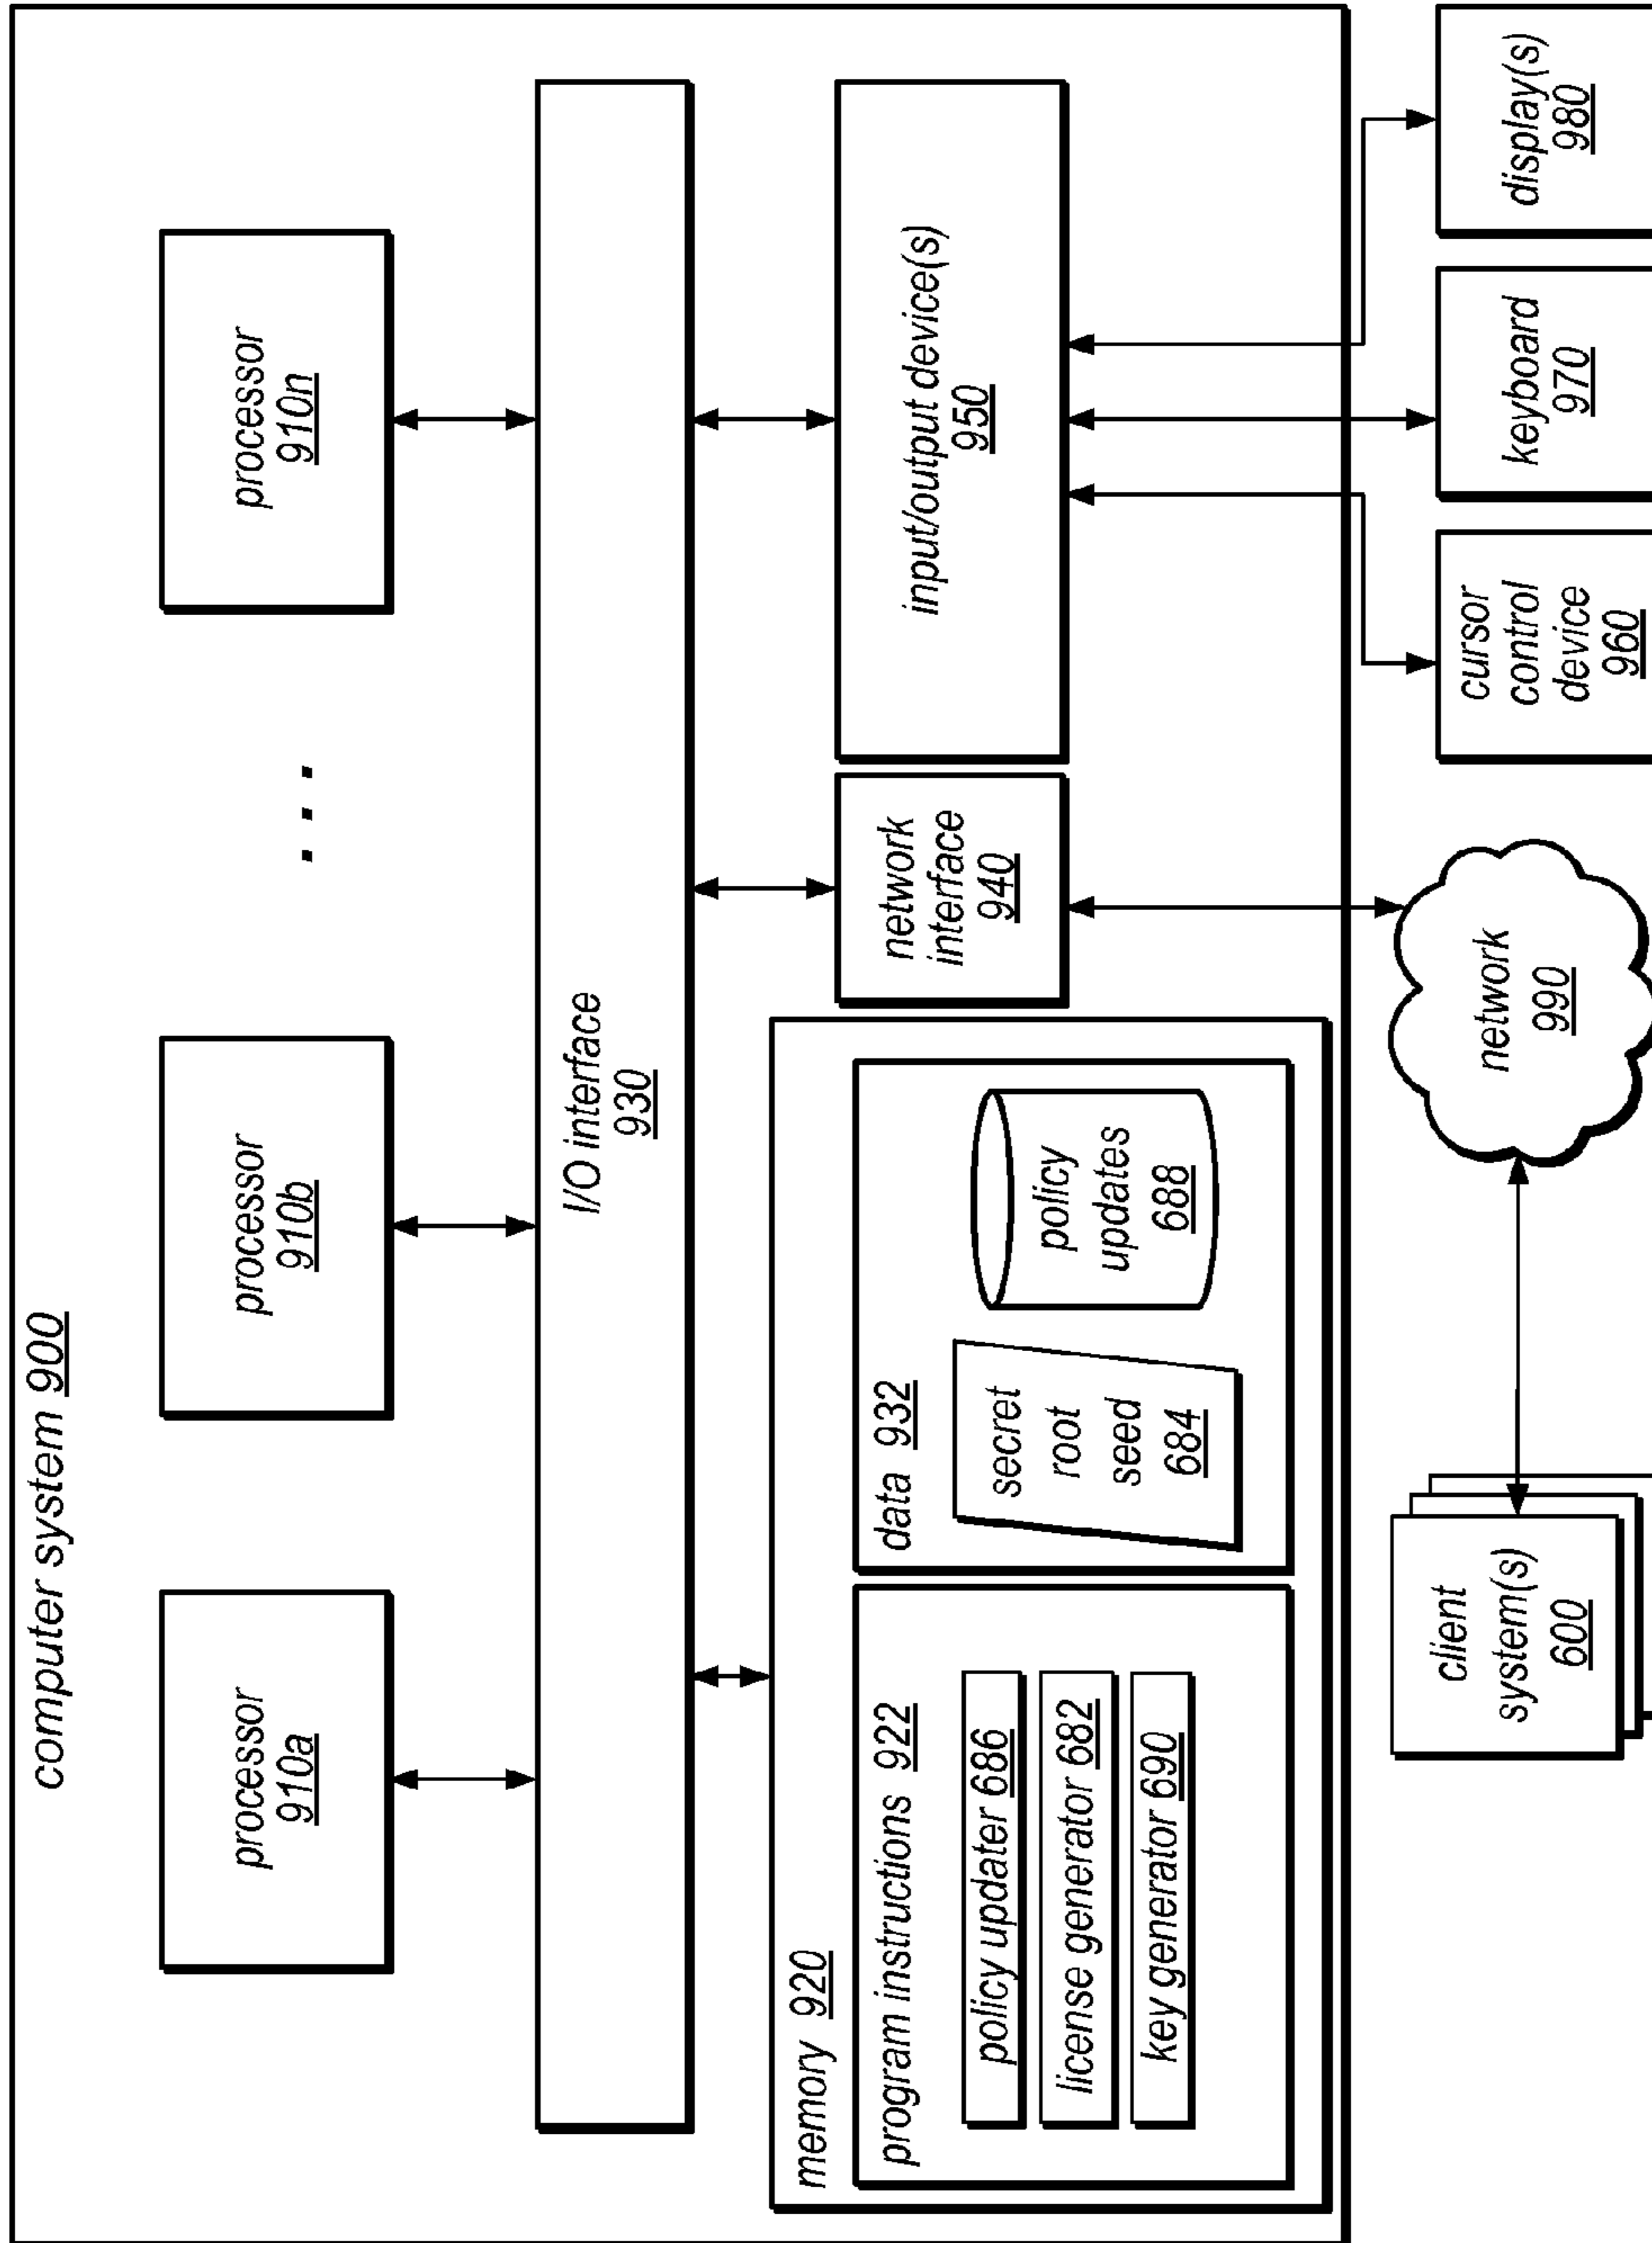 computer system 900
processor
910a
processor
910b
. . .
processor
910n
I/O interface
930
memory 920
program instructions 922
policy updater 686
license generator 682
key generator 690
data 932
secret
root
seed
684
policy
updates
688
network
interface
940
input/output device(s)
950
client
system(s)
600
network
990
cursor
control
device
960
keyboard
970
display(s)
980